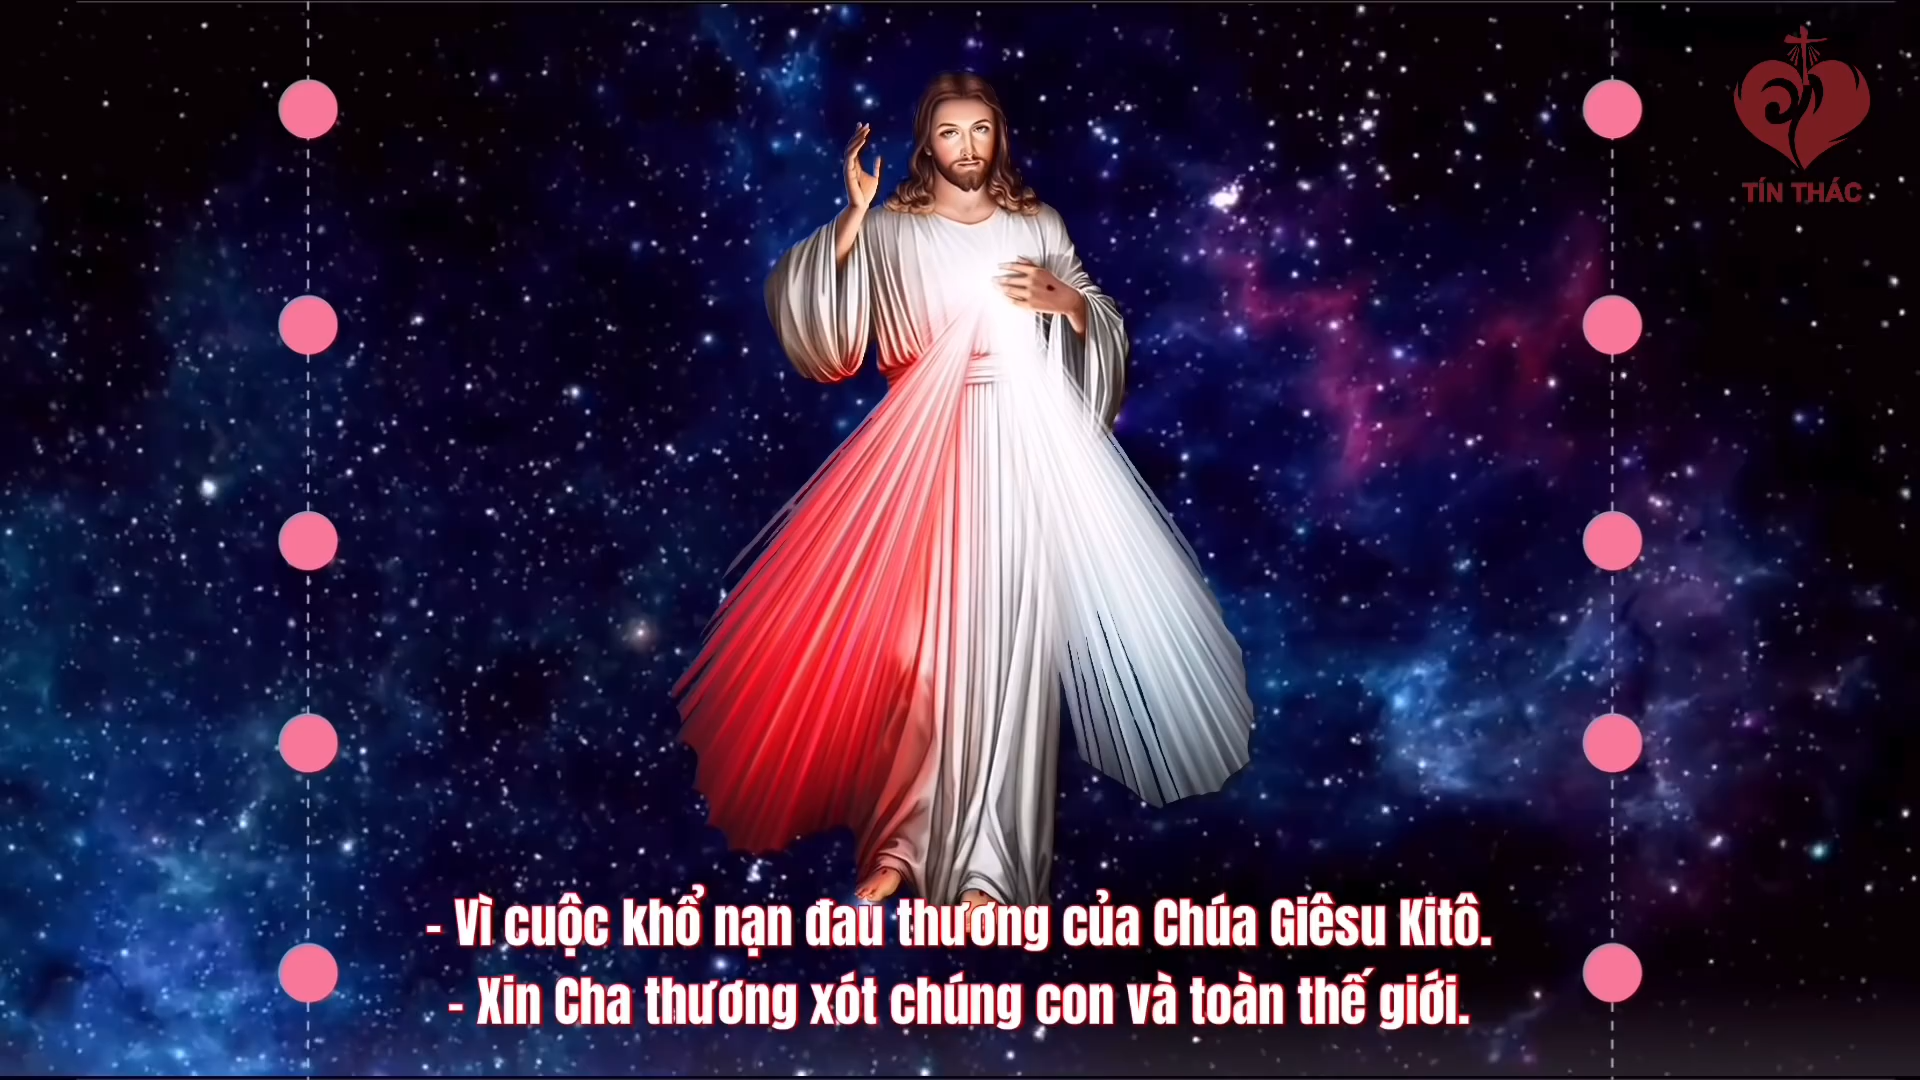 TÍN THÁC
- Vì cuộc khổ nạn đau thương của Chúa Giêsu Kitô.
- Xin Cha thương xót chúng con và toàn thế giới.